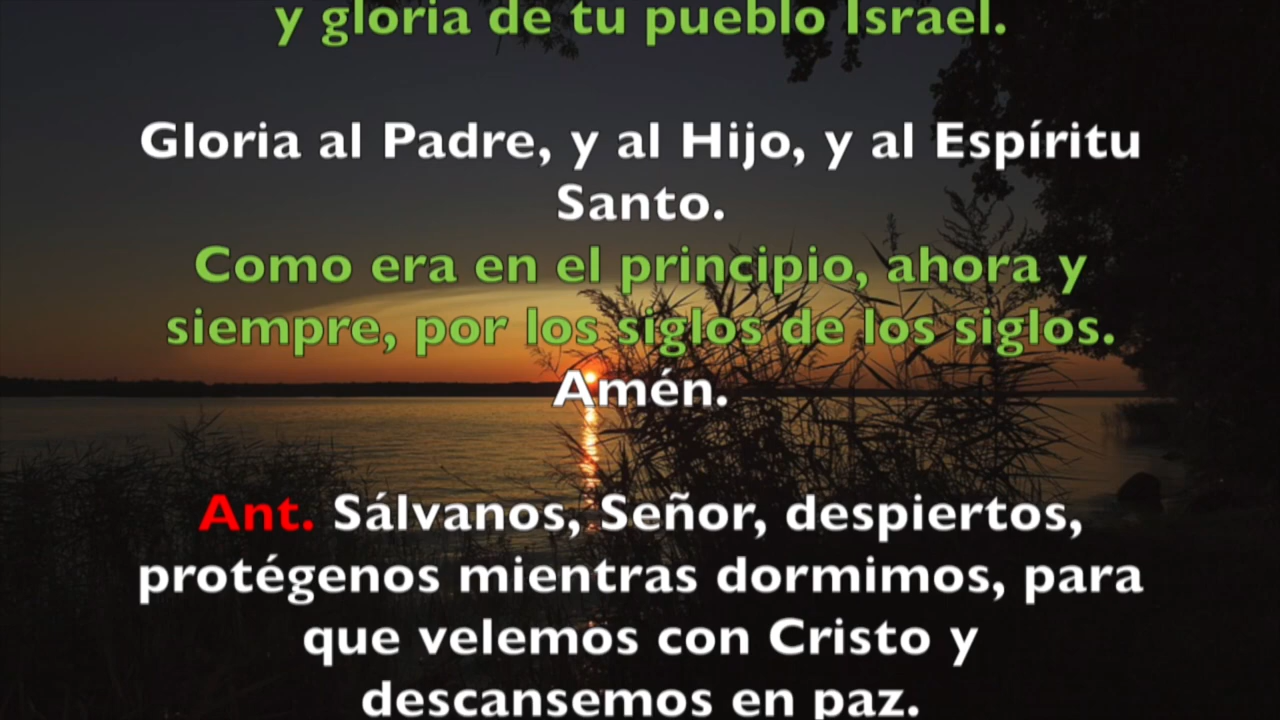 y gloria de tu pueblo Israel.
Gloria al Padre, y al Hijo, y al Espíritu
Santo.
Como era en el principio, ahora y
siempre, por los siglos de los siglos.
Amén.
Ant. Sálvanos, Señor, despiertos,
protégenos mientras dormimos, para
que velemos con Cristo y
descansemos en paz.